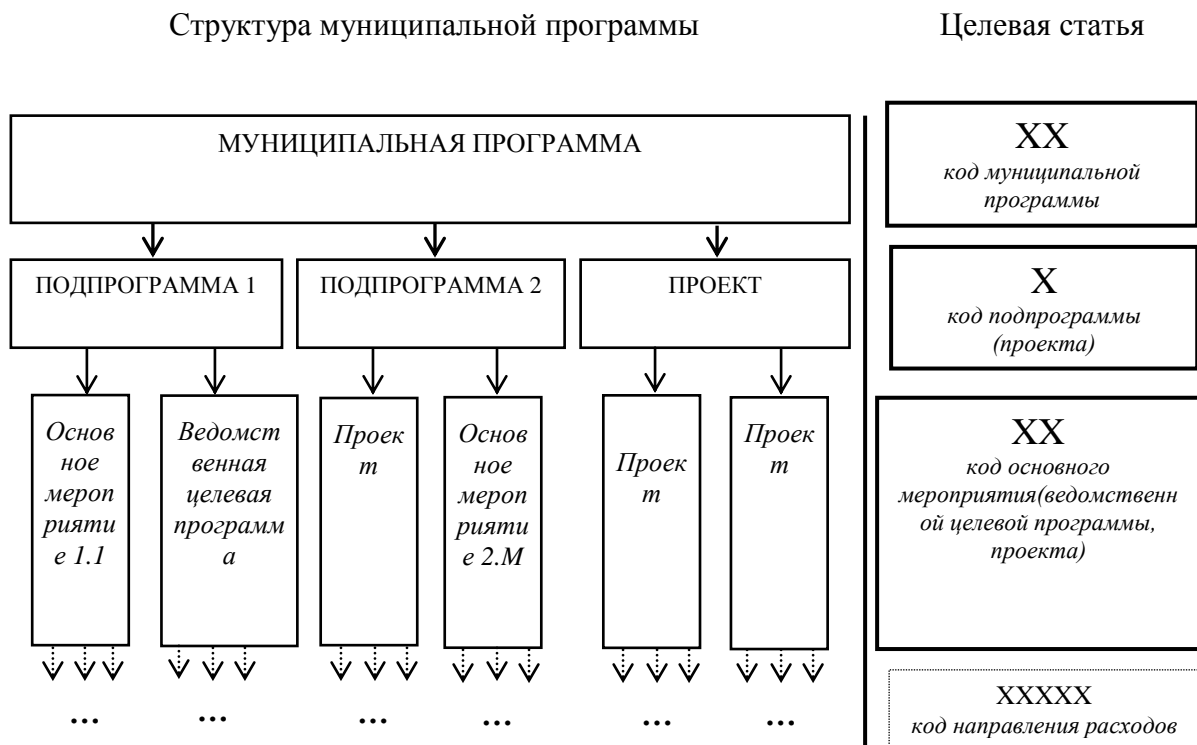 Структура муниципальной программы
Целевая статья
МУНИЦИПАЛЬНАЯ ПРОГРАММА
XX
код муниципальной
программы
ПОДПРОГРАММА 1
ПОДПРОГРАММА 2
ПРОЕКТ
X
код подпрограммы
(проекта)
Основ
ное
мероп
рияти
е 1.1
Ведомст
венная
целевая
программ
а
Проек
т
Основ
ное
мероп
рияти
е 2.М
Проек
т
Проек
т
XX
код основного
мероприятия(ведомственн
ой целевой программы,
проекта)
...
...
...
...
...
...
XXXXX
код направления расходов